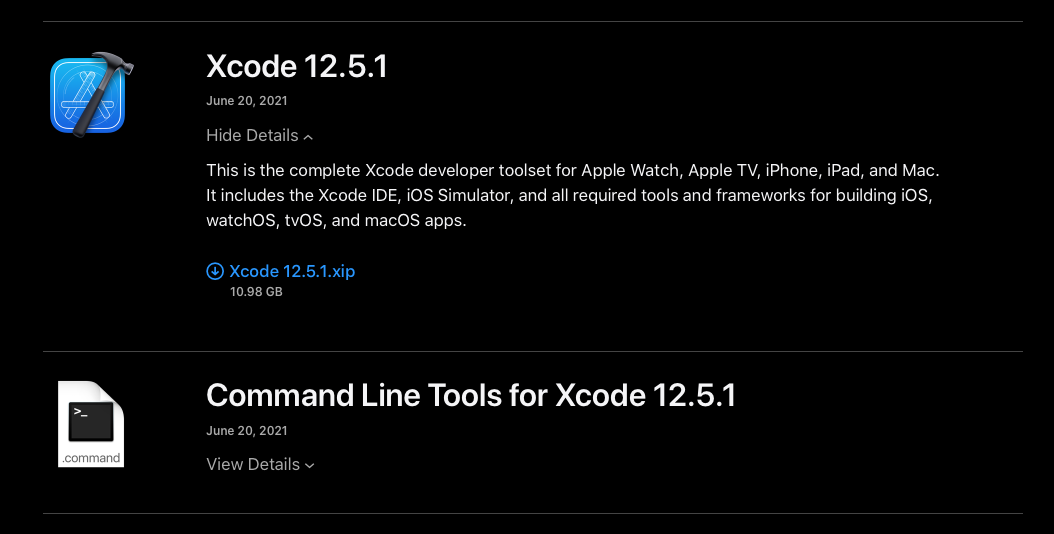 Xcode 12.5.1
June 20, 2021
Hide Details
This is the complete Xcode developer toolset for Apple Watch, Apple TV, iPhone, iPad, and Mac.
It includes the Xcode IDE, iOS Simulator, and all required tools and frameworks for building iOS,
watchOS, tvOS, and macOS apps.
Xcode 12.5.1.xip
10.98 GB
Command Line Tools for Xcode 12.5.1
>_
.command
June 20, 2021
View Details